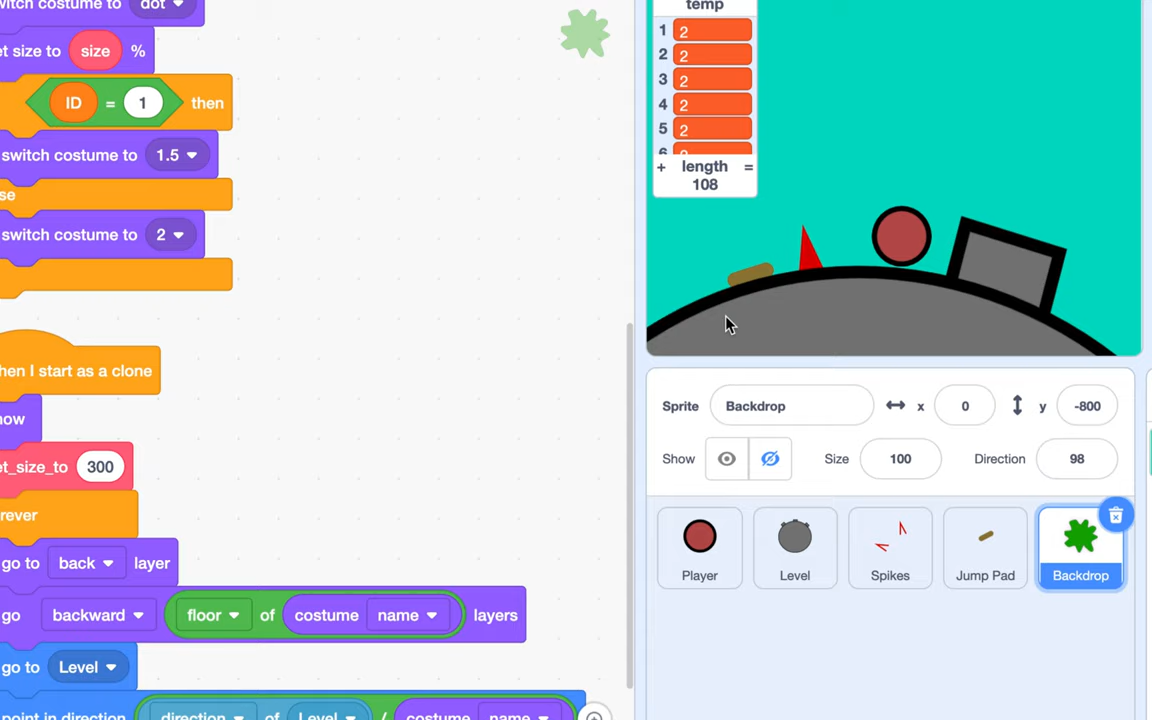 witch costume to dot
et size to size %
ID = 1 then
switch costume to 1.5
se
switch costume to 2
hen I start as a clone
how
et_size_to 300
rever
go to back layer
go backward floor of costume name layers
go to Level
point in direction direction of Level / costume name
temp
1 2
2 2
3 2
4 2
5 2
6
+ length =
108
Sprite Backdrop x 0 y -800
Show Size 100 Direction 98
Player Level Spikes Jump Pad Backdrop